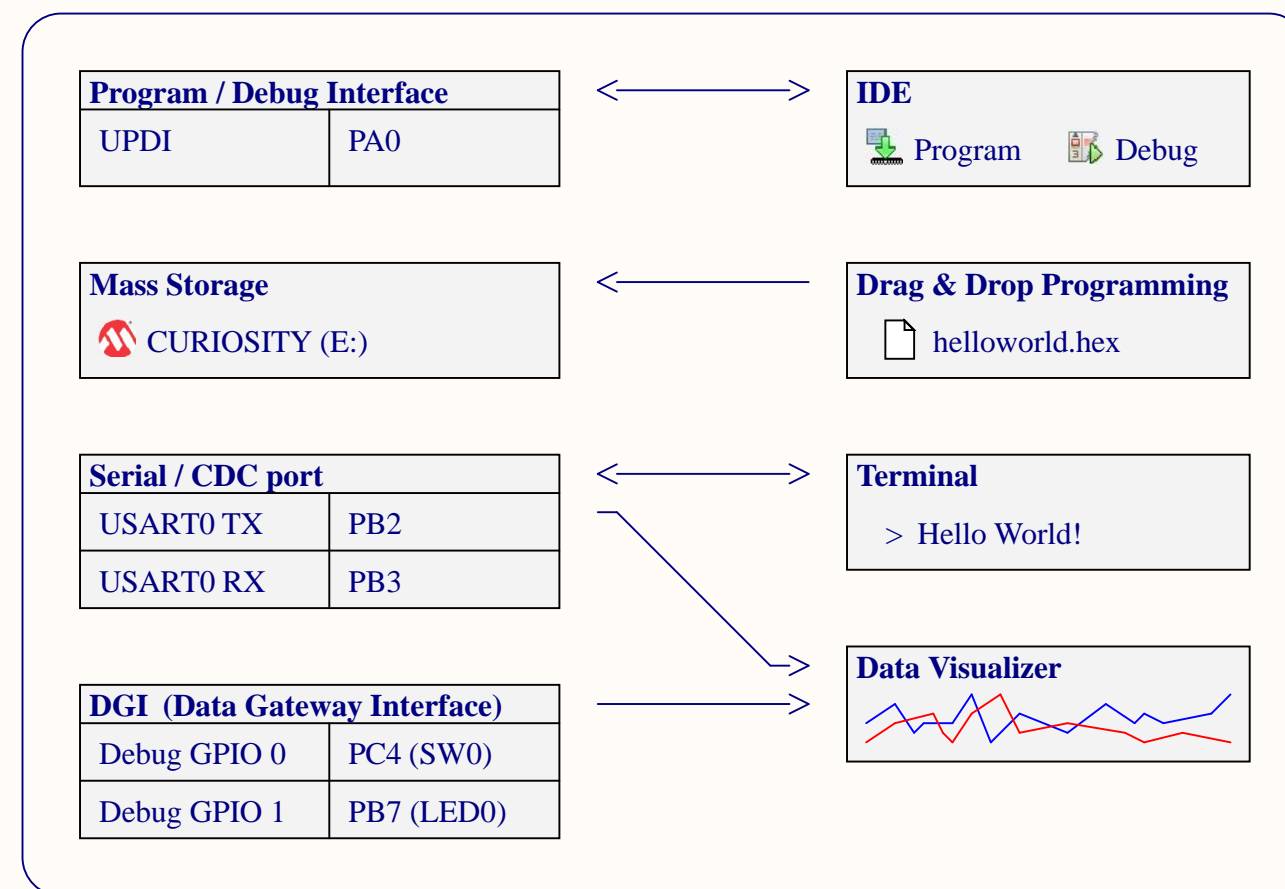 Program / Debug Interface
UPDI PA0
IDE
Program Debug
Mass Storage
CURIOSITY (E:)
Drag & Drop Programming
helloworld.hex
Serial / CDC port
USART0 TX PB2
USART0 RX PB3
Terminal
> Hello World!
DGI (Data Gateway Interface)
Debug GPIO 0 PC4 (SW0)
Debug GPIO 1 PB7 (LED0)
Data Visualizer